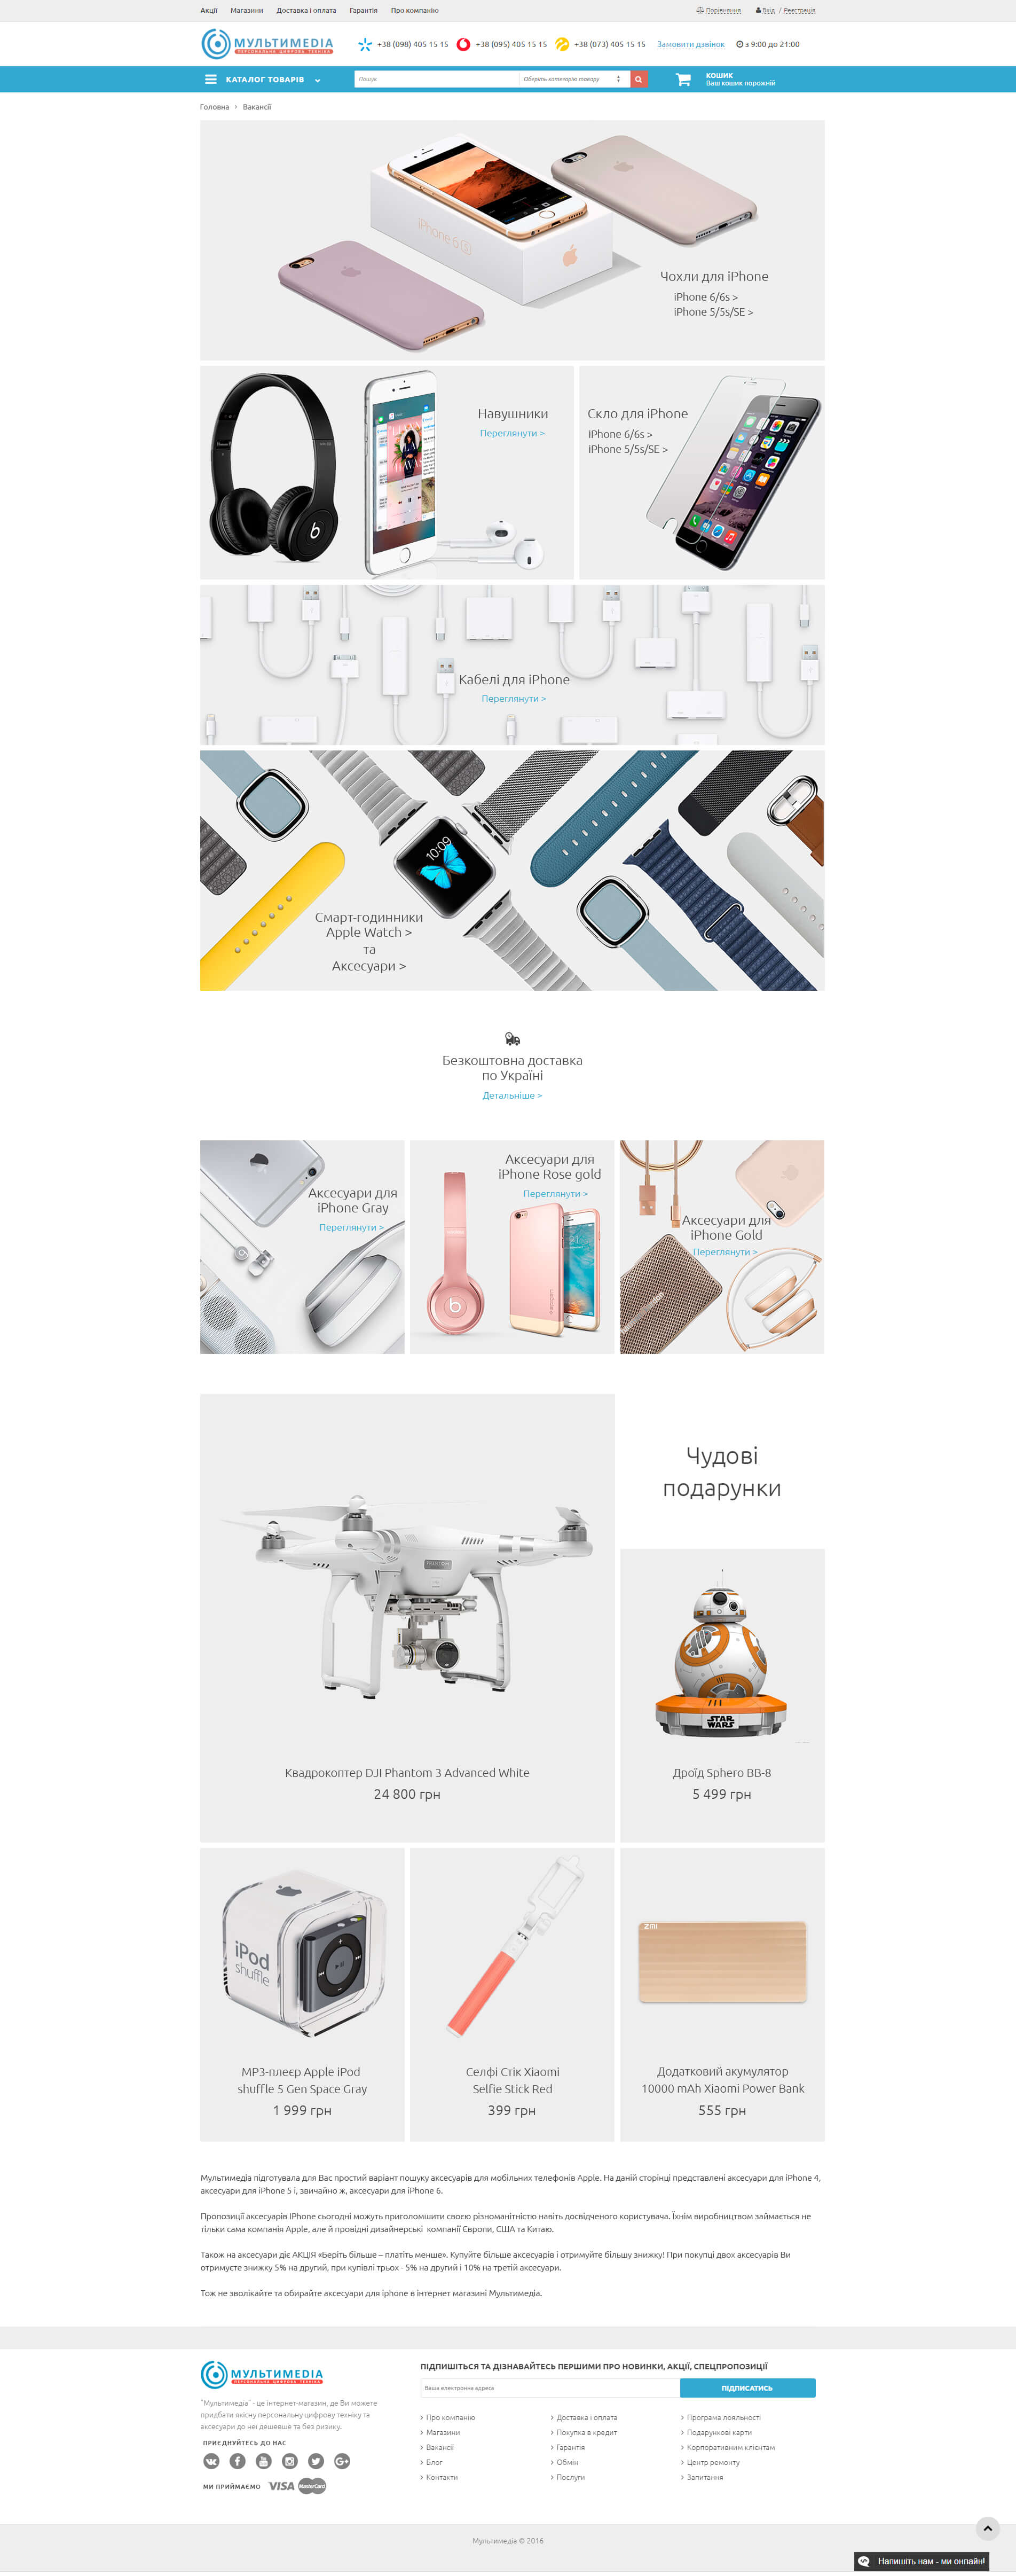 Акції Магазини Доставка і оплата Гарантія Про компанію Порівняння Вхід / Реєстрація
МУЛЬТИМЕДІА
ПЕРСОНАЛЬНА ЦИФРОВА ТЕХНІКА
+38 (098) 405 15 15 +38 (095) 405 15 15 +38 (073) 405 15 15 Замовити дзвінок з 9:00 до 21:00
КАТАЛОГ ТОВАРІВ Пошук Оберіть категорію товару КОШИК
Ваш кошик порожній
Головна > Вакансії
iPhone 6s
Чохли для iPhone
iPhone 6/6s >
iPhone 5/5s/SE >
Навушники
Переглянути >
Скло для iPhone
iPhone 6/6s >
iPhone 5/5s/SE >
Кабелі для iPhone
Переглянути >
10:09
Смарт-годинники
Apple Watch >
та
Аксесуари >
Безкоштовна доставка
по Україні
Детальніше >
Аксесуари для
iPhone Gray
Переглянути >
Аксесуари для
iPhone Rose gold
Переглянути >
Аксесуари для
iPhone Gold
Переглянути >
Чудові
подарунки
PHANTOM
Квадрокоптер DJI Phantom 3 Advanced White
24 800 грн
STAR
WARS
Дроїд Sphero BB-8
5 499 грн
iPod
shuffle
MP3-плеєр Apple iPod
shuffle 5 Gen Space Gray
1 999 грн
Селфі Стік Xiaomi
Selfie Stick Red
399 грн
ZMI
Додатковий акумулятор
10000 mAh Xiaomi Power Bank
555 грн
Мультимедіа підготувала для Вас простий варіант пошуку аксесуарів для мобільних телефонів Apple. На даній сторінці представлені аксесуари для iPhone 4,
аксесуари для iPhone 5 і, звичайно ж, аксесуари для iPhone 6.
Пропозиції аксесуарів IPhone сьогодні можуть приголомшити своєю різноманітністю навіть досвідченого користувача. Їхнім виробництвом займається не
тільки сама компанія Apple, але й провідні дизайнерські компанії Європи, США та Китаю.
Також на аксесуари діє АКЦІЯ «Беріть більше – платіть менше». Купуйте більше аксесуарів і отримуйте більшу знижку! При покупці двох аксесуарів Ви
отримуєте знижку 5% на другий, при купівлі трьох - 5% на другий і 10% на третій аксесуари.
Тож не зволікайте та обирайте аксесуари для iphone в інтернет магазині Мультимедіа.
МУЛЬТИМЕДІА
ПЕРСОНАЛЬНА ЦИФРОВА ТЕХНІКА
"Мультимедіа" - це інтернет-магазин, де Ви можете
придбати якісну персональну цифрову техніку та
аксесуари до неї дешевше та без ризику.
ПРИЄДНУЙТЕСЬ ДО НАС
МИ ПРИЙМАЄМО VISA MasterCard
ПІДПИШІТЬСЯ ТА ДІЗНАВАЙТЕСЬ ПЕРШИМИ ПРО НОВИНКИ, АКЦІЇ, СПЕЦПРОПОЗИЦІЇ
Ваша електронна адреса ПІДПИСАТИСЬ
> Про компанію > Доставка і оплата > Програма лояльності
> Магазини > Покупка в кредит > Подарункові карти
> Вакансії > Гарантія > Корпоративним клієнтам
> Блог > Обмін > Центр ремонту
> Контакти > Послуги > Запитання
Мультимедіа © 2016
Напишіть нам - ми онлайн!